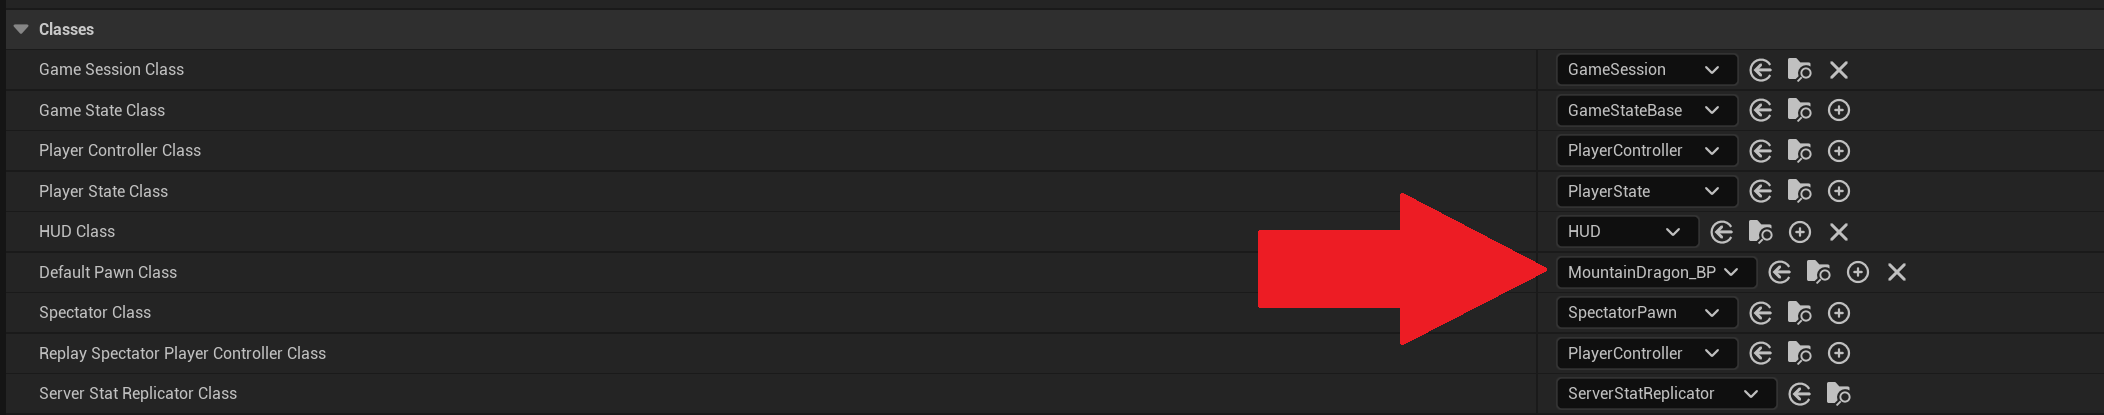 Classes
Game Session Class GameSession
Game State Class GameStateBase
Player Controller Class PlayerController
Player State Class PlayerState
HUD Class HUD
Default Pawn Class MountainDragon_BP
Spectator Class SpectatorPawn
Replay Spectator Player Controller Class PlayerController
Server Stat Replicator Class ServerStatReplicator